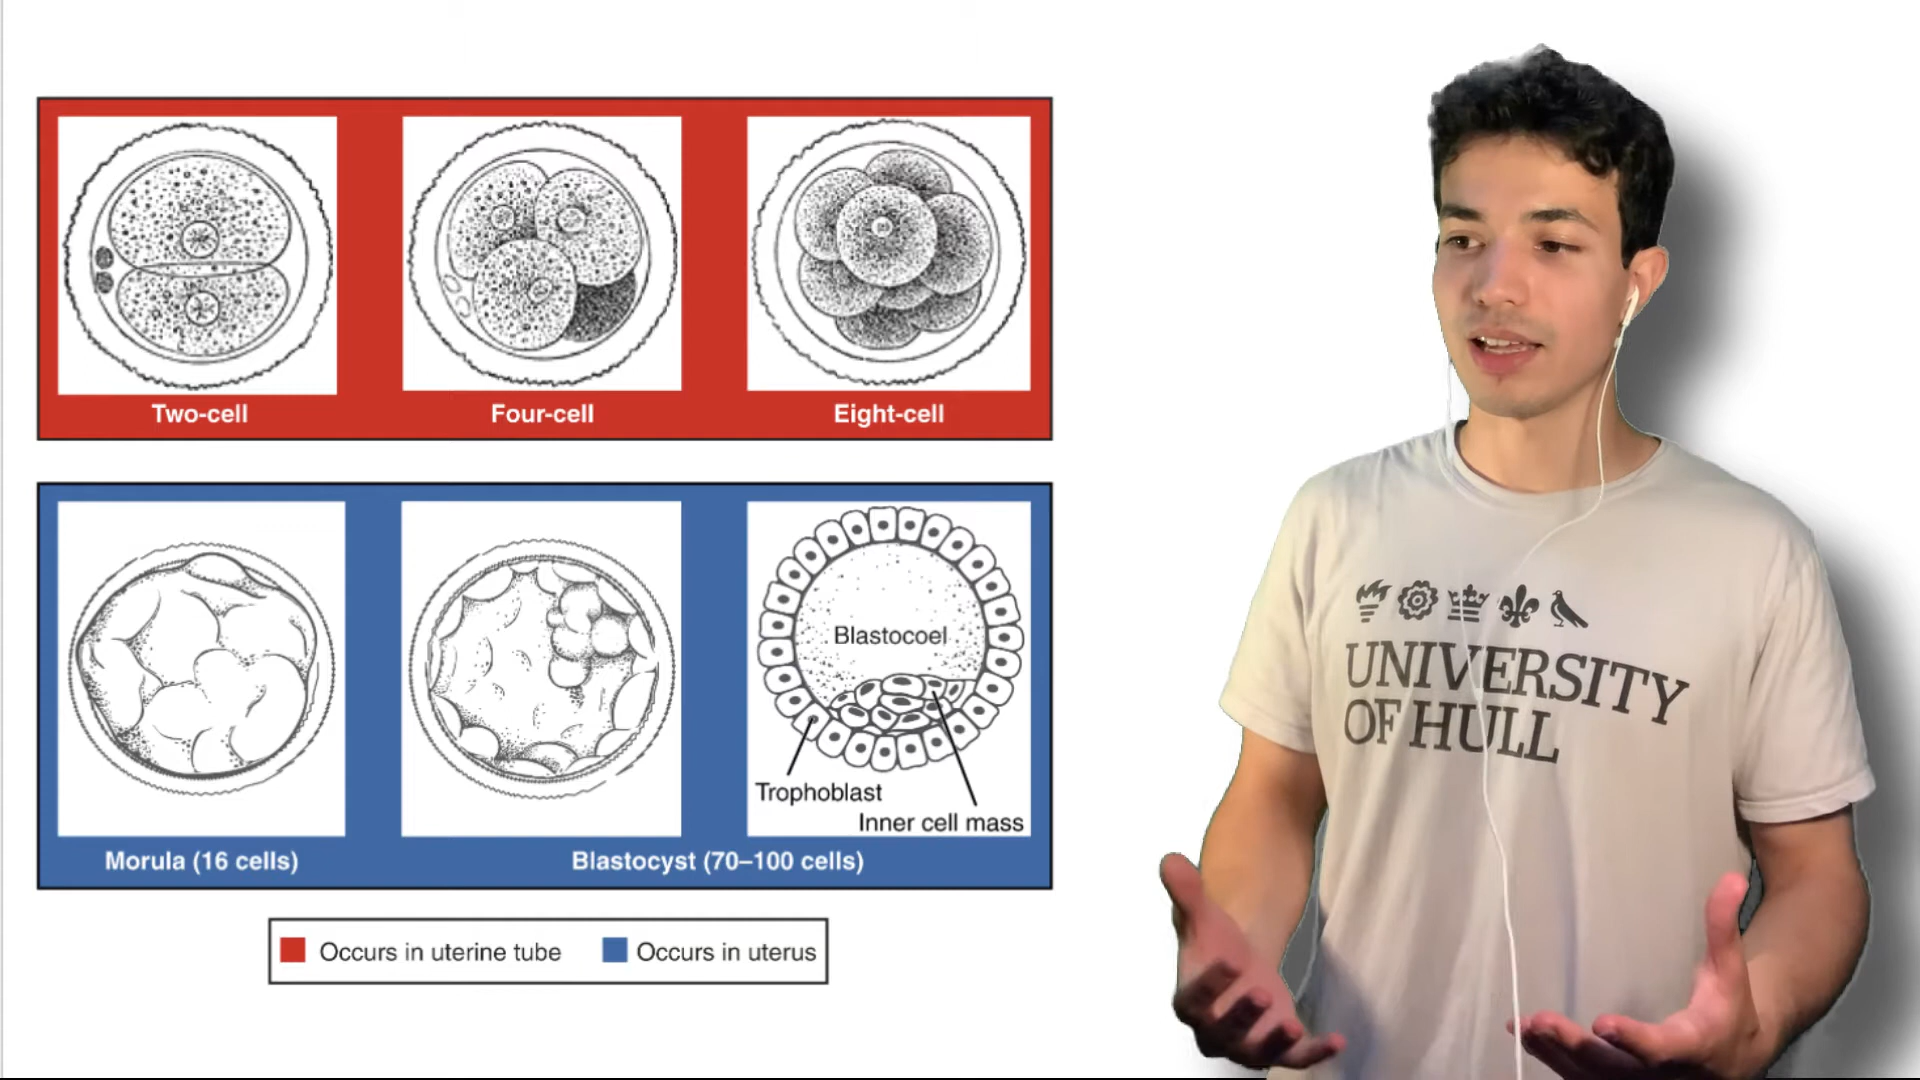 Two-cell
Four-cell
Eight-cell
Blastocoel
Trophoblast
Inner cell mass
Morula (16 cells)
Blastocyst (70–100 cells)
Occurs in uterine tube
Occurs in uterus
UNIVERSITY
OF HULL